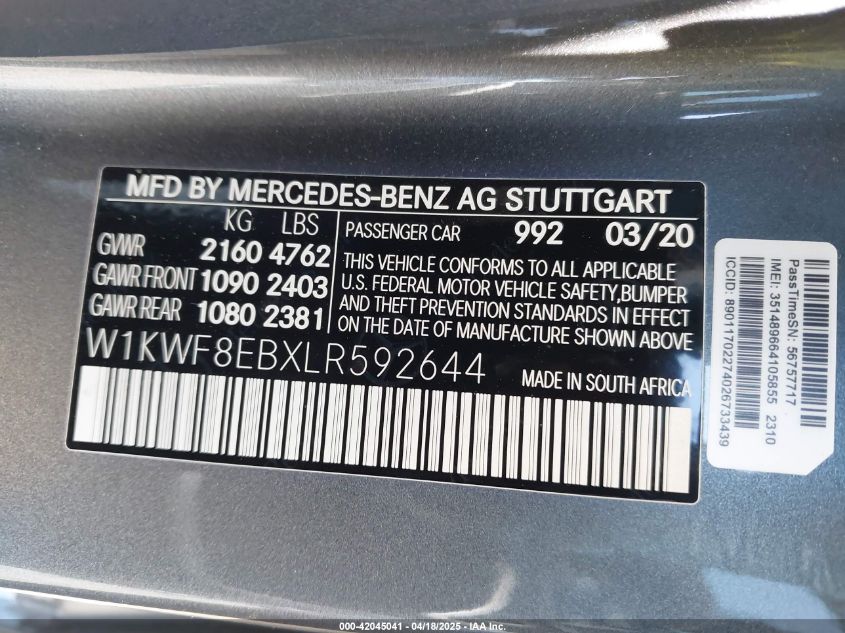 MFD BY MERCEDES-BENZ AG STUTTGART
KG LBS
GVWR 2160 4762
GAWR FRONT 1090 2403
GAWR REAR 1080 2381
PASSENGER CAR 992 03/20
THIS VEHICLE CONFORMS TO ALL APPLICABLE
U.S. FEDERAL MOTOR VEHICLE SAFETY,BUMPER
AND THEFT PREVENTION STANDARDS IN EFFECT
ON THE DATE OF MANUFACTURE SHOWN ABOVE
W1KWF8EBXLR592644
MADE IN SOUTH AFRICA
PassTimeSN: 56757717
IMEI: 351489664105855 2310
ICCID: 89011702274026733439
000-42045041 - 04/18/2025 - IAA Inc.